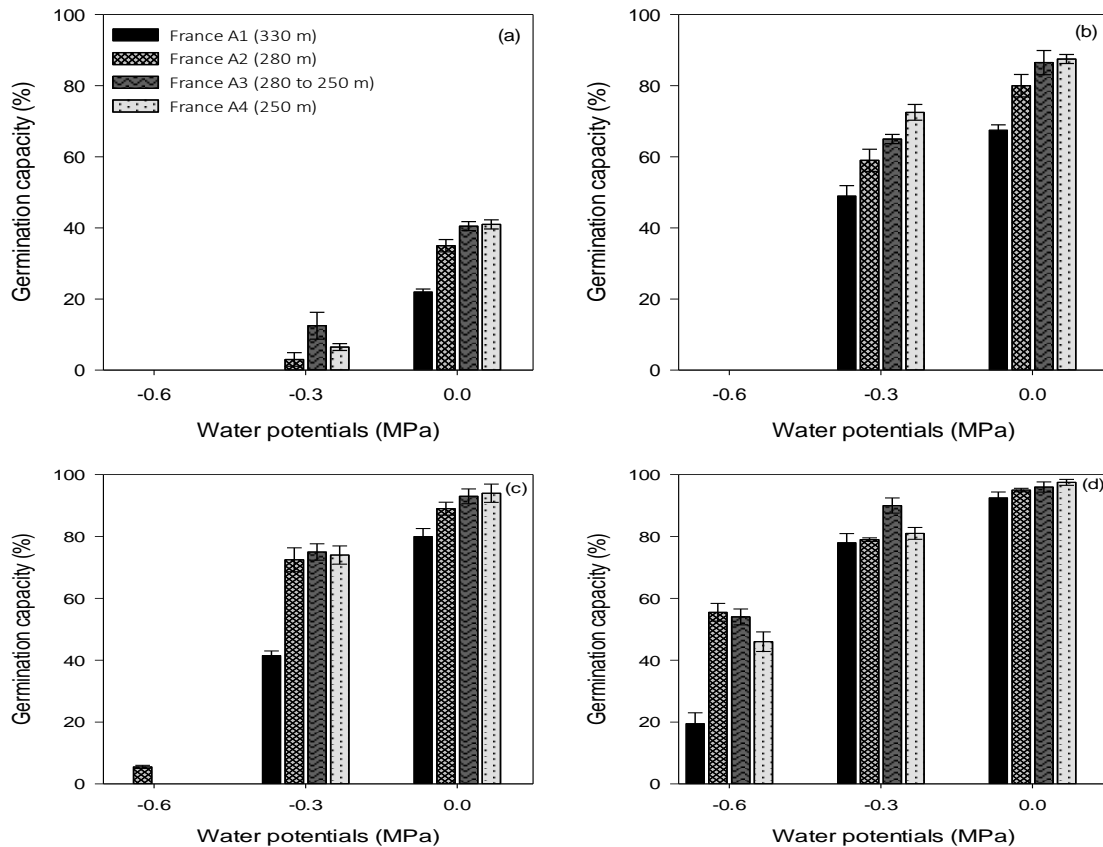 100
80
60
40
20
0
Germination capacity (%)
France A1 (330 m)
France A2 (280 m)
France A3 (280 to 250 m)
France A4 (250 m)
(a)
-0.6
-0.3
0.0
Water potentials (MPa)
100
80
60
40
20
0
Germination capacity (%)
(b)
-0.6
-0.3
0.0
Water potentials (MPa)
100
80
60
40
20
0
Germination capacity (%)
(c)
-0.6
-0.3
0.0
Water potentials (MPa)
100
80
60
40
20
0
Germination capacity (%)
(d)
-0.6
-0.3
0.0
Water potentials (MPa)